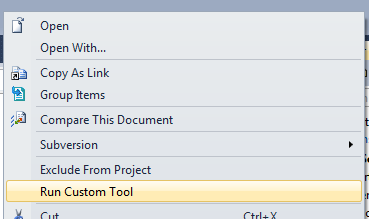 Open
Open With...
Copy As Link
Group Items
Compare This Document
Subversion
Exclude From Project
Run Custom Tool
Cut Ctrl+X